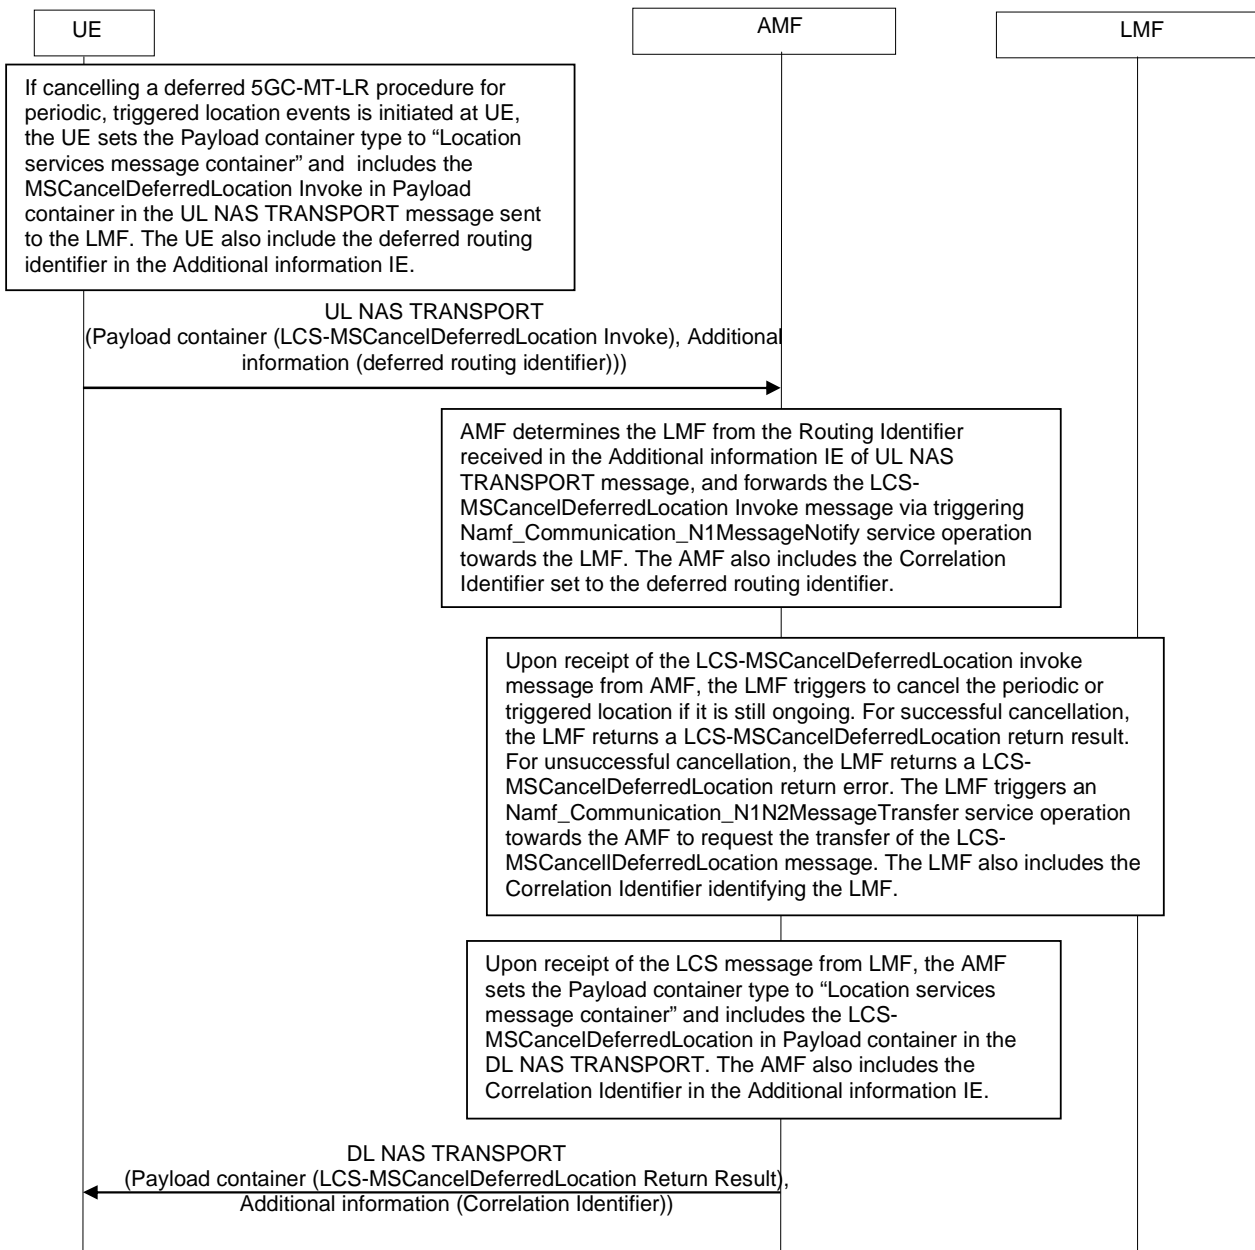 UE
AMF
LMF
If cancelling a deferred 5GC-MT-LR procedure for
periodic, triggered location events is initiated at UE,
the UE sets the Payload container type to “Location
services message container” and  includes the
MSCancelDeferredLocation Invoke in Payload
container in the UL NAS TRANSPORT message sent
to the LMF. The UE also include the deferred routing
identifier in the Additional information IE.
UL NAS TRANSPORT
(Payload container (LCS-MSCancelDeferredLocation Invoke), Additional
information (deferred routing identifier)))
AMF determines the LMF from the Routing Identifier
received in the Additional information IE of UL NAS
TRANSPORT message, and forwards the LCS-
MSCancelDeferredLocation Invoke message via triggering
Namf_Communication_N1MessageNotify service operation
towards the LMF. The AMF also includes the Correlation
Identifier set to the deferred routing identifier.
Upon receipt of the LCS-MSCancelDeferredLocation invoke
message from AMF, the LMF triggers to cancel the periodic or
triggered location if it is still ongoing. For successful cancellation,
the LMF returns a LCS-MSCancelDeferredLocation return result.
For unsuccessful cancellation, the LMF returns a LCS-
MSCancelDeferredLocation return error. The LMF triggers an
Namf_Communication_N1N2MessageTransfer service operation
towards the AMF to request the transfer of the LCS-
MSCancellDeferredLocation message. The LMF also includes the
Correlation Identifier identifying the LMF.
Upon receipt of the LCS message from LMF, the AMF
sets the Payload container type to “Location services
message container” and includes the LCS-
MSCancelDeferredLocation in Payload container in the
DL NAS TRANSPORT. The AMF also includes the
Correlation Identifier in the Additional information IE.
DL NAS TRANSPORT
(Payload container (LCS-MSCancelDeferredLocation Return Result),
Additional information (Correlation Identifier))